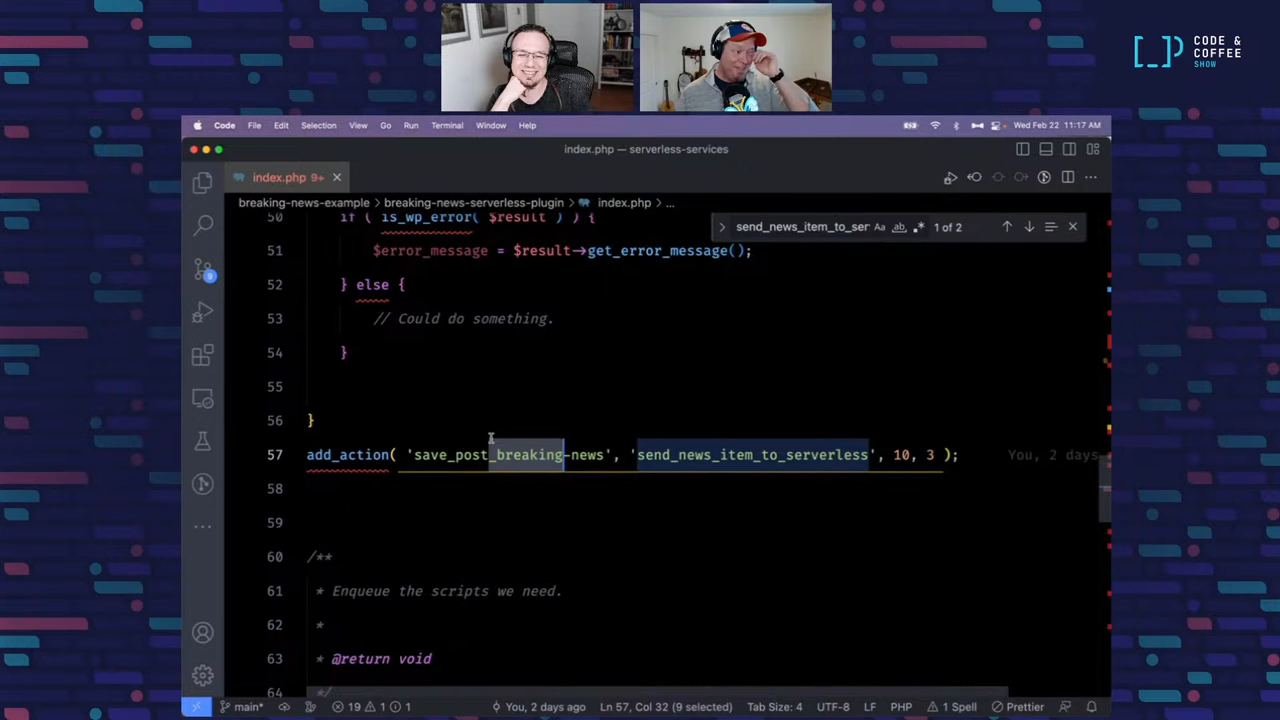 CODE &
COFFEE
SHOW
Code File Edit Selection View Go Run Terminal Window Help Wed Feb 22 11:17 AM
index.php — serverless-services
index.php 9+
breaking-news-example > breaking-news-serverless-plugin > index.php > ...
send_news_item_to_ser Aa ab .* 1 of 2
50 if ( is_wp_error( $result ) ) {
51 $error_message = $result->get_error_message();
52 } else {
53 // Could do something.
54 }
55
56 }
57 add_action( 'save_post_breaking-news', 'send_news_item_to_serverless', 10, 3 ); You, 2 days
58
59
60 /**
61 * Enqueue the scripts we need.
62 *
63 * @return void
64 */
9
main* 19 1 1 You, 2 days ago Ln 57, Col 32 (9 selected) Tab Size: 4 UTF-8 LF PHP 1 Spell Prettier